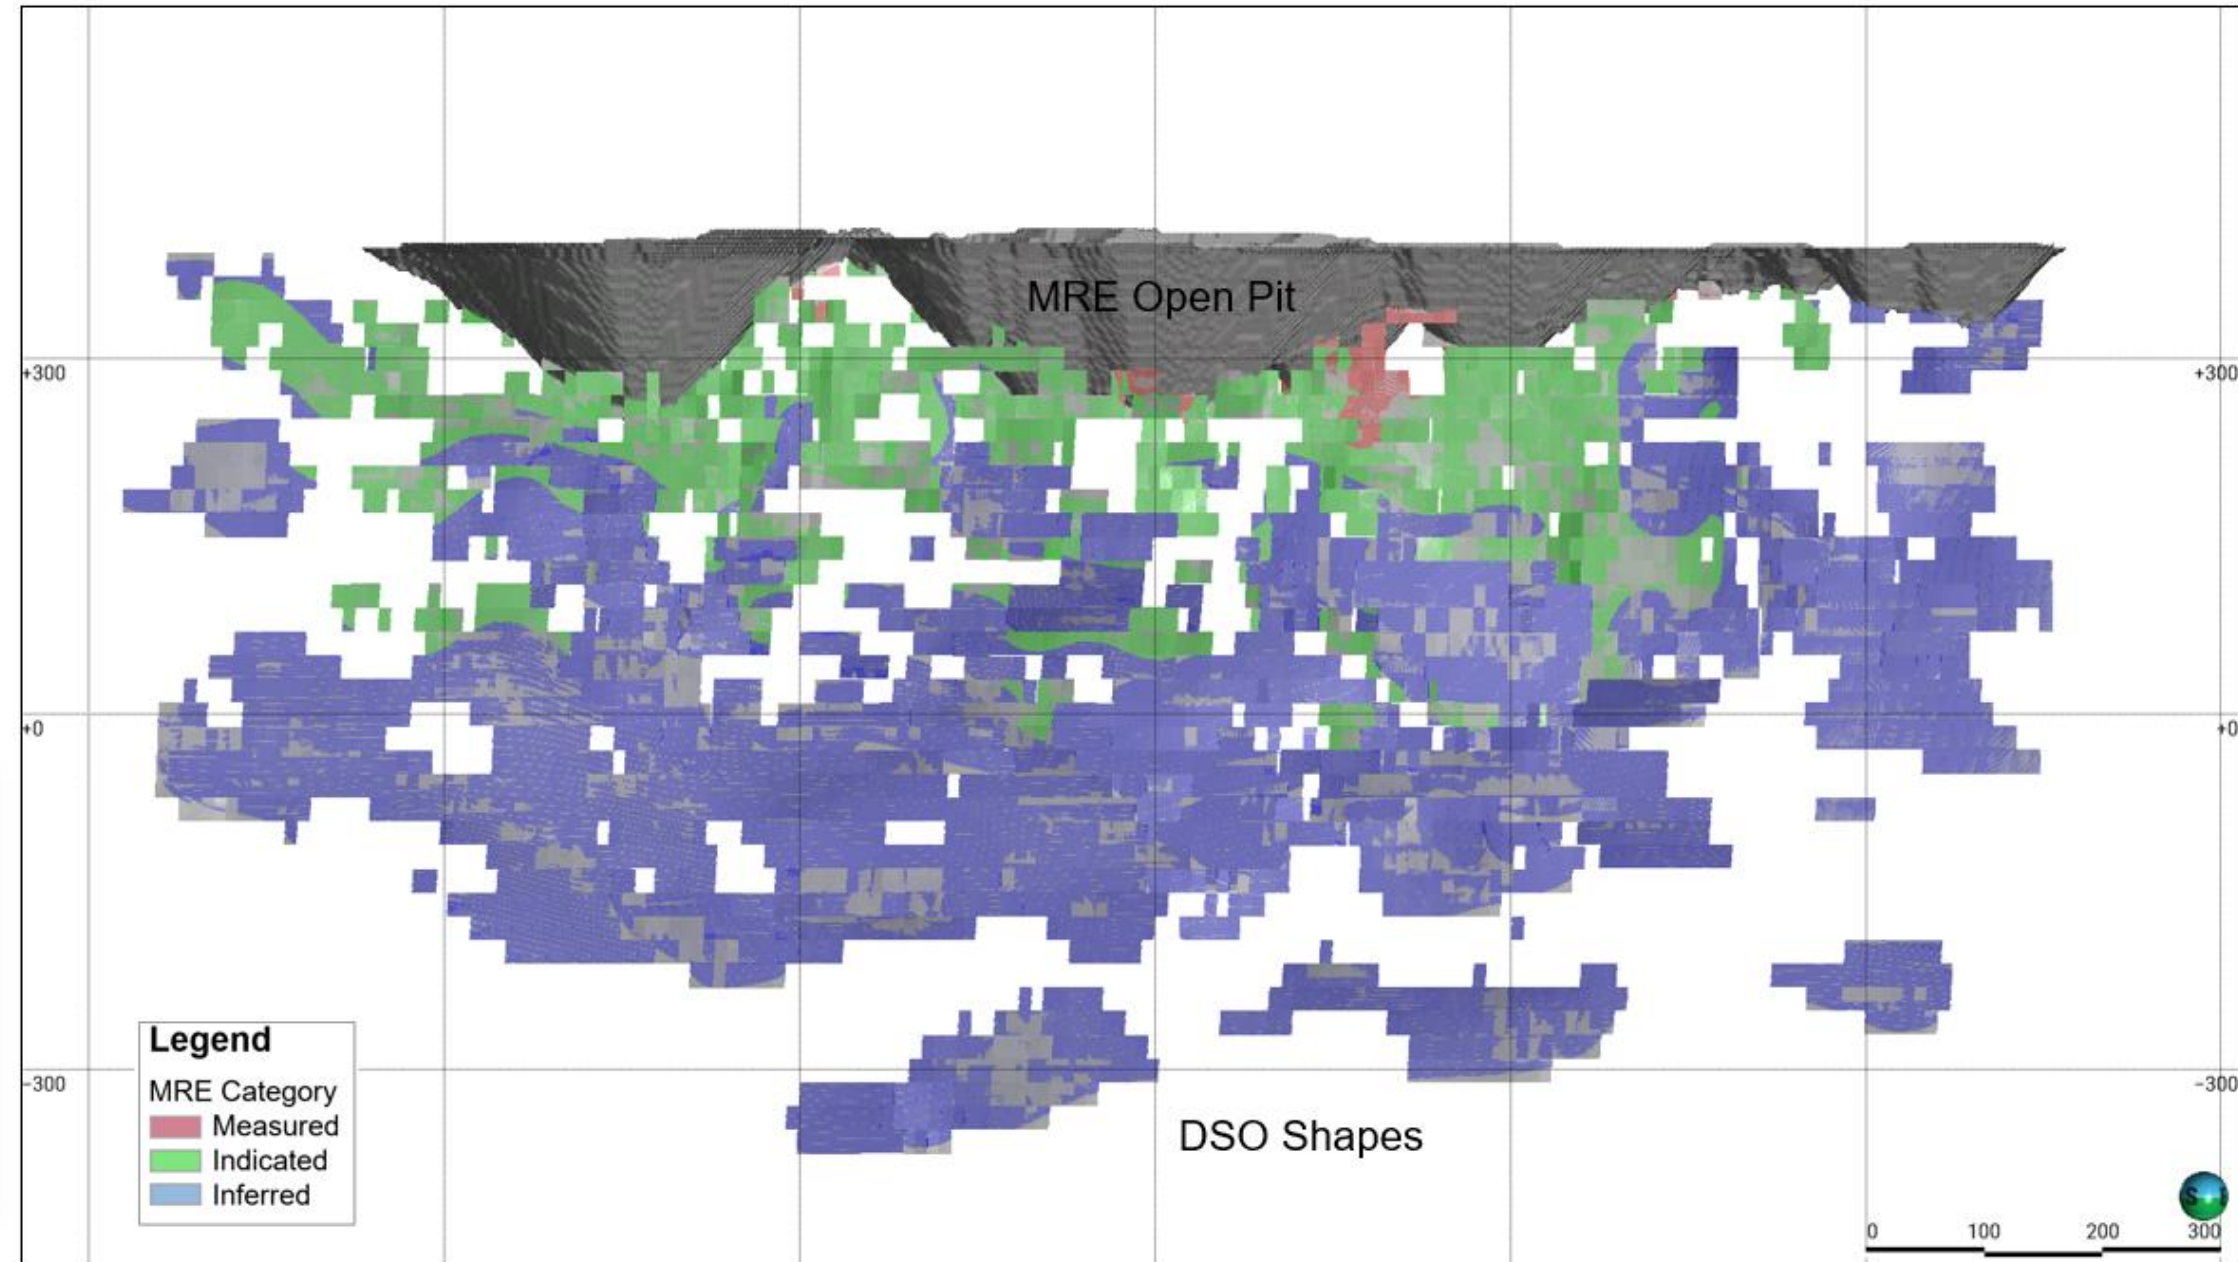 MRE Open Pit
+300
+300
+0
+0
-300
-300
DSO Shapes
Legend
MRE Category
Measured
Indicated
Inferred
S
0 100 200 300